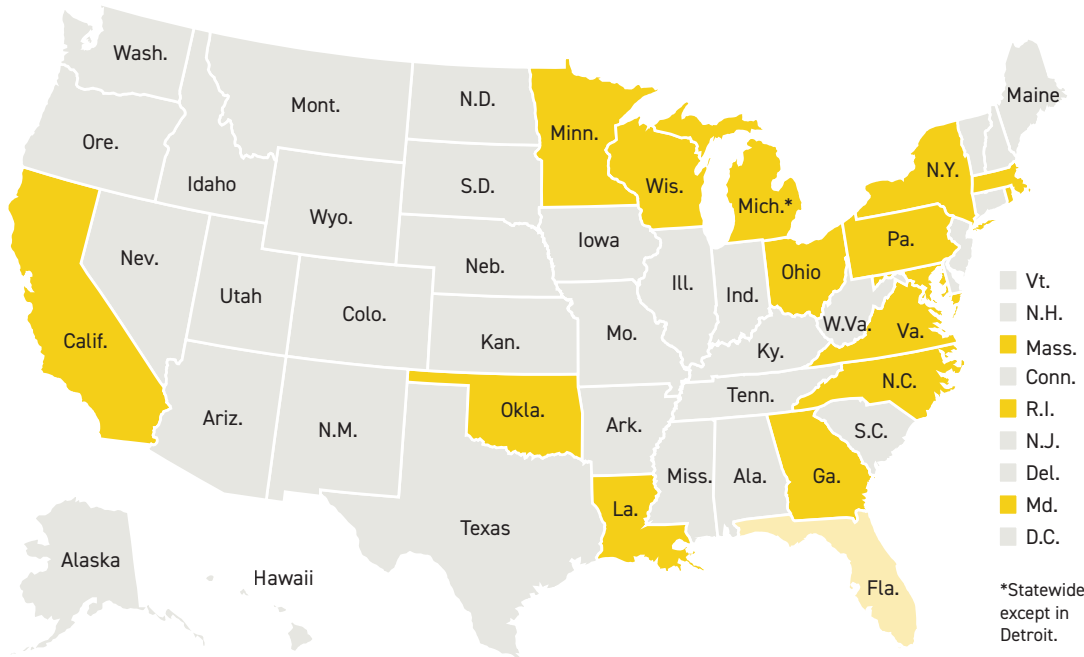 Wash.
Maine
Mont.
N.D.
Minn.
Ore.
N.Y.
Idaho
S.D.
Wis.
Mich.*
Wyo.
Iowa
Pa.
Nev.
Neb.
Ohio
Utah
Ill.
Ind.
Colo.
W.Va.
Va.
Calif.
Kan.
Mo.
Ky.
N.C.
Tenn.
Ariz.
N.M.
Okla.
Ark.
S.C.
Miss.
Ala.
Ga.
La.
Texas
Alaska
Hawaii
Fla.
Vt.
N.H.
Mass.
Conn.
R.I.
N.J.
Del.
Md.
D.C.
*Statewide
except in
Detroit.